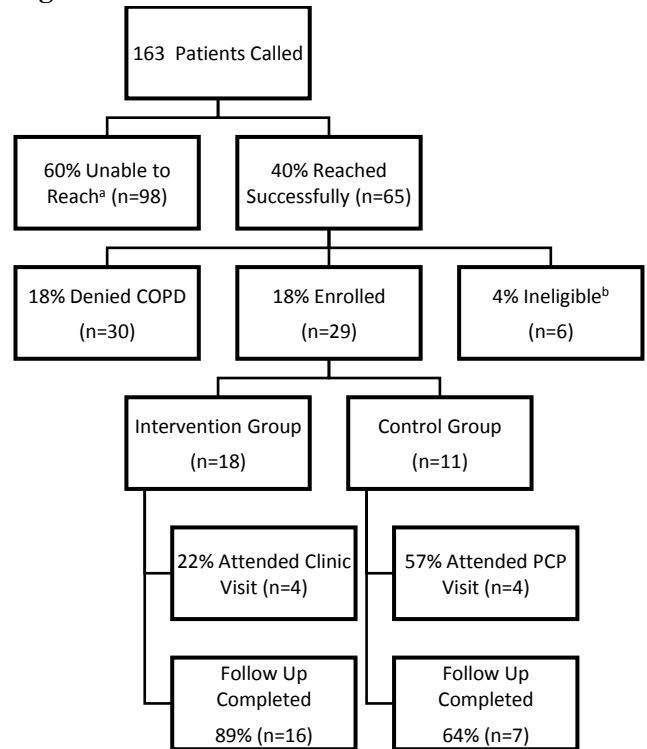 163 Patients Called
60% Unable to
Reachᵃ (n=98)
40% Reached
Successfully (n=65)
18% Denied COPD
(n=30)
18% Enrolled
(n=29)
4% Ineligibleᵇ
(n=6)
Intervention Group
(n=18)
Control Group
(n=11)
22% Attended Clinic
Visit (n=4)
57% Attended PCP
Visit (n=4)
Follow Up
Completed
89% (n=16)
Follow Up
Completed
64% (n=7)